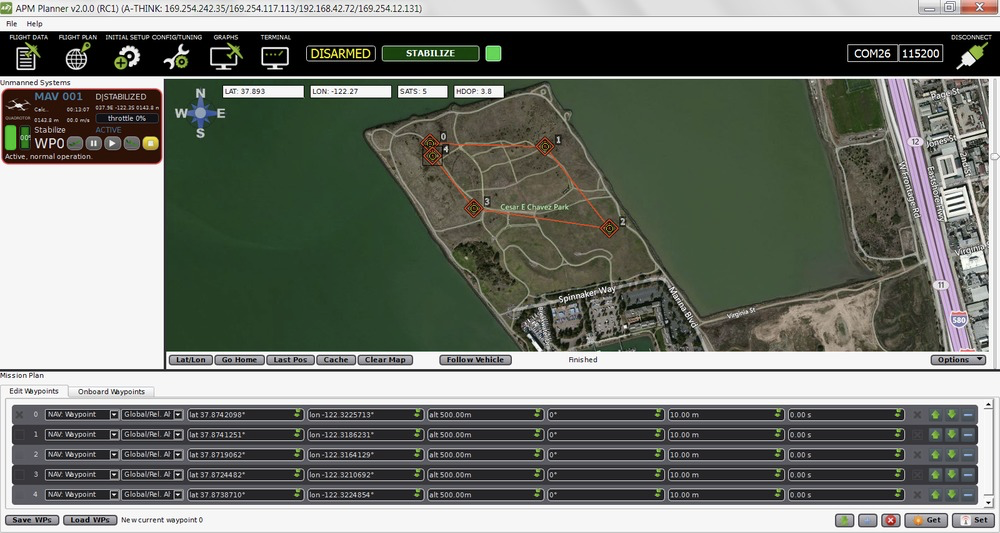 APM Planner v2.0.0 (RC1) (A-THINK: 169.254.242.35/169.254.117.113/192.168.42.72/169.254.12.131)
File Help
FLIGHT DATA FLIGHT PLAN INITIAL SETUP CONFIG/TUNING GRAPHS TERMINAL DISCONNECT
DISARMED STABILIZE COM26 115200
Unmanned Systems
MAV 001 D|STABILIZED
QUADROTOR Calc.. 00:13:07 037.9E -122.3S 0143.8 m
0143.8 m 00.0 m/s throttle 0%
Stabilize ACTIVE
WP0
Active, normal operation.
LAT: 37.893 LON: -122.27 SATS: 5 HDOP: 3.8
N
W E
S
0
1
4
3
2
Cesar E Chavez Park
Spinnaker Way
Marina Blvd
Virginia St
W Frontage Rd
Eastshore Hwy
Page St
Jones St
2nd St
Virginia
12
11
580
Lat/Lon Go Home Last Pos Cache Clear Map Follow Vehicle Finished Options
Mission Plan
Edit Waypoints Onboard Waypoints
0 NAV: Waypoint Global/Rel. Al lat 37.8742098° lon -122.3225713° alt 500.00m 0° 10.00 m 0.00 s
1 NAV: Waypoint Global/Rel. Al lat 37.8741251° lon -122.3186231° alt 500.00m 0° 10.00 m 0.00 s
2 NAV: Waypoint Global/Rel. Al lat 37.8719062° lon -122.3164129° alt 500.00m 0° 10.00 m 0.00 s
3 NAV: Waypoint Global/Rel. Al lat 37.8724482° lon -122.3210692° alt 500.00m 0° 10.00 m 0.00 s
4 NAV: Waypoint Global/Rel. Al lat 37.8738710° lon -122.3224854° alt 500.00m 0° 10.00 m 0.00 s
Save WPs Load WPs New current waypoint 0 Get Set